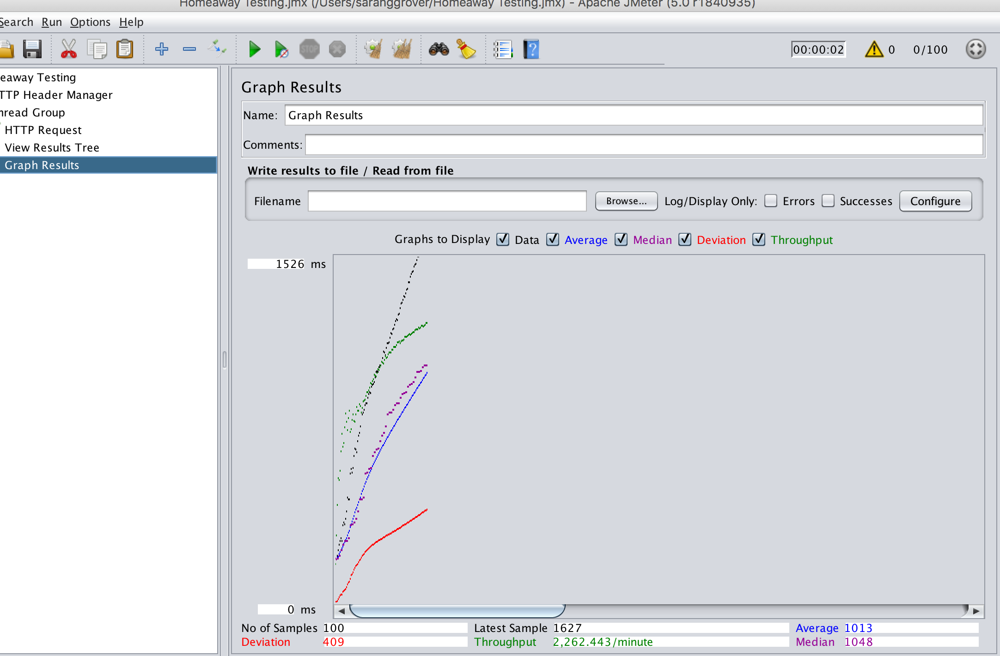 Homeaway Testing.jmx (/Users/saranggrover/Homeaway Testing.jmx) - Apache JMeter (5.0 r1840935)
Search Run Options Help
STOP
00:00:02 0 0/100
eaway Testing
TTP Header Manager
hread Group
HTTP Request
View Results Tree
Graph Results
Graph Results
Name: Graph Results
Comments:
Write results to file / Read from file
Filename Browse... Log/Display Only: Errors Successes Configure
Graphs to Display Data Average Median Deviation Throughput
1526 ms
0 ms
No of Samples 100 Latest Sample 1627 Average 1013
Deviation 409 Throughput 2,262.443/minute Median 1048